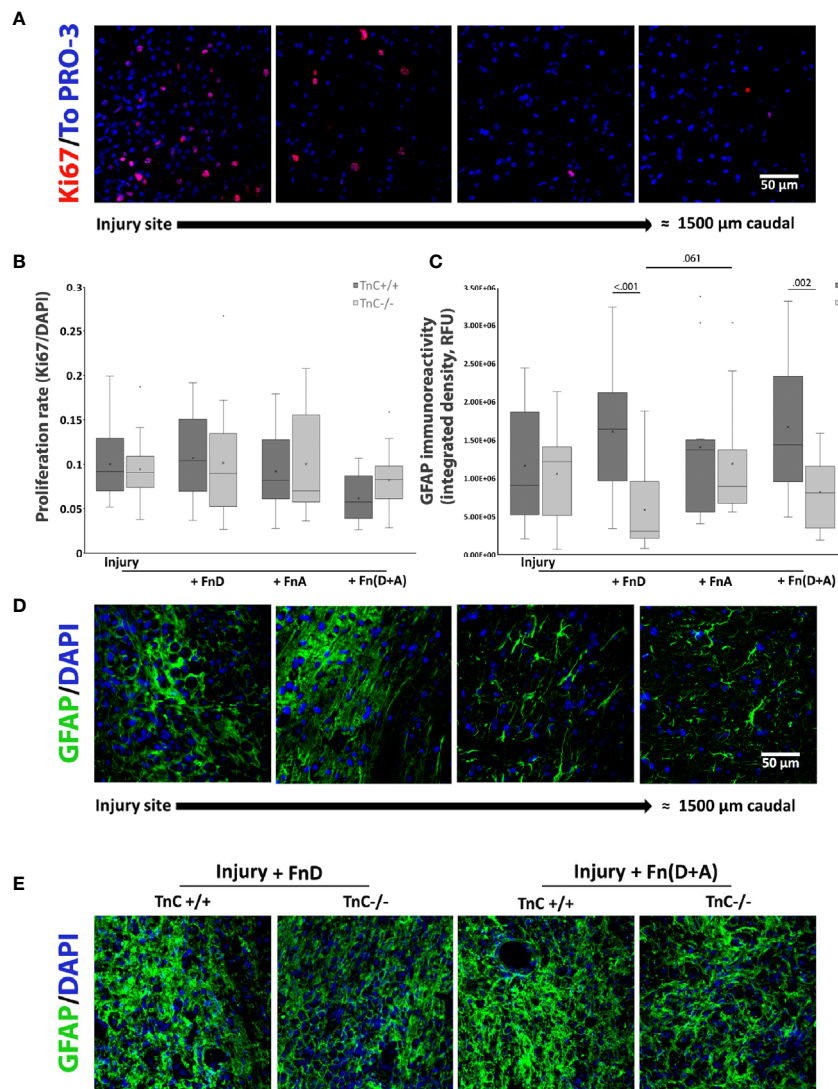 A
Ki67/To PRO-3
50 µm
Injury site
≈ 1500 µm caudal
B
Proliferation rate (Ki67/DAPI)
0.3
0.25
0.2
0.15
0.1
0.05
0
TnC+/+
TnC-/-
Injury
+ FnD
+ FnA
+ Fn(D+A)
C
GFAP immunoreactivity
(integrated density, RFU)
3.50E+06
3.00E+06
2.50E+06
2.00E+06
1.50E+06
1.00E+06
5.00E+05
0.00E+00
.061
<.001
.002
Injury
+ FnD
+ FnA
+ Fn(D+A)
D
GFAP/DAPI
50 µm
Injury site
≈ 1500 µm caudal
E
Injury + FnD
Injury + Fn(D+A)
TnC +/+
TnC-/-
TnC +/+
TnC-/-
GFAP/DAPI